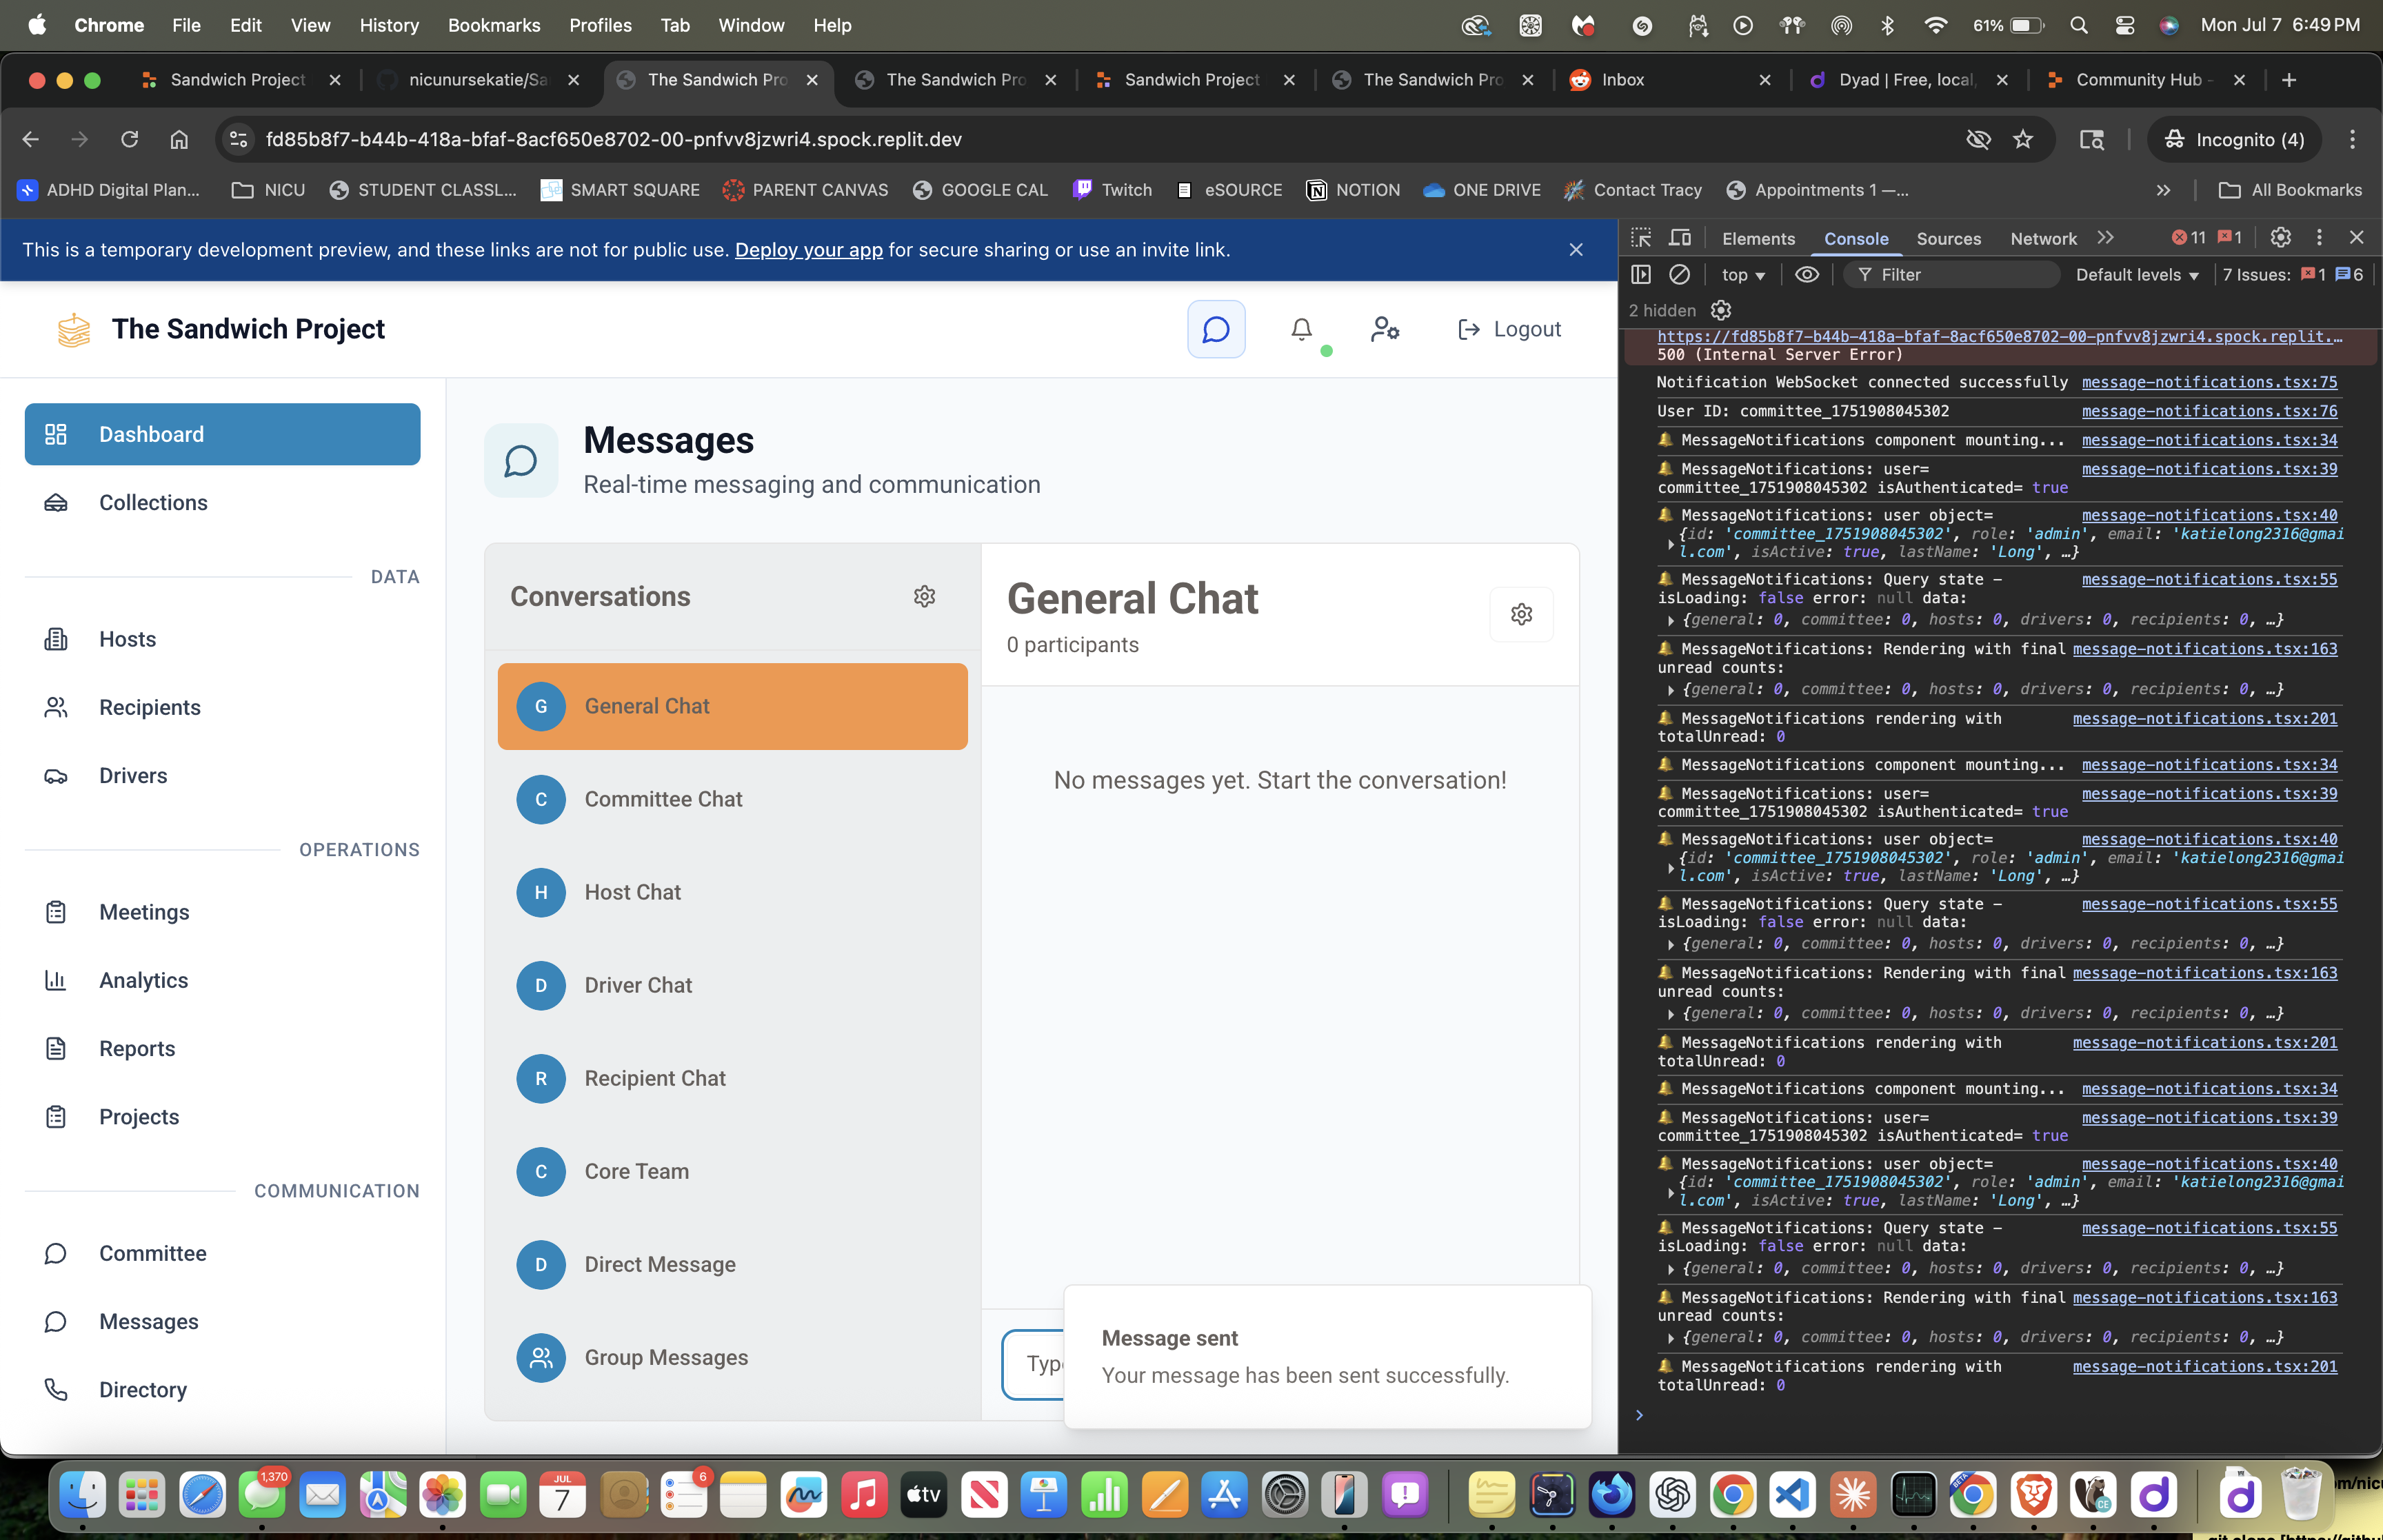 Chrome File Edit View History Bookmarks Profiles Tab Window Help 61% Mon Jul 7 6:49 PM
Sandwich Project nicunursekatie/Sa The Sandwich Pro The Sandwich Pro Sandwich Project The Sandwich Pro Inbox Dyad | Free, local, Community Hub -
fd85b8f7-b44b-418a-bfaf-8acf650e8702-00-pnfvv8jzwri4.spock.replit.dev Incognito (4)
ADHD Digital Plan... NICU STUDENT CLASSL... SMART SQUARE PARENT CANVAS GOOGLE CAL Twitch eSOURCE NOTION ONE DRIVE Contact Tracy Appointments 1 —... All Bookmarks
This is a temporary development preview, and these links are not for public use. Deploy your app for secure sharing or use an invite link.
The Sandwich Project
Logout
Dashboard
Collections
DATA
Hosts
Recipients
Drivers
OPERATIONS
Meetings
Analytics
Reports
Projects
COMMUNICATION
Committee
Messages
Directory
Messages
Real-time messaging and communication
Conversations
G General Chat
C Committee Chat
H Host Chat
D Driver Chat
R Recipient Chat
C Core Team
D Direct Message
Group Messages
General Chat
0 participants
No messages yet. Start the conversation!
Typ
Message sent
Your message has been sent successfully.
Elements Console Sources Network 11 1
top Filter Default levels 7 Issues: 1 6
2 hidden
https://fd85b8f7-b44b-418a-bfaf-8acf650e8702-00-pnfvv8jzwri4.spock.replit.…
500 (Internal Server Error)
Notification WebSocket connected successfully message-notifications.tsx:75
User ID: committee_1751908045302 message-notifications.tsx:76
🔔 MessageNotifications component mounting... message-notifications.tsx:34
🔔 MessageNotifications: user= message-notifications.tsx:39
committee_1751908045302 isAuthenticated= true
🔔 MessageNotifications: user object= message-notifications.tsx:40
{id: 'committee_1751908045302', role: 'admin', email: 'katielong2316@gmai
l.com', isActive: true, lastName: 'Long', …}
🔔 MessageNotifications: Query state – message-notifications.tsx:55
isLoading: false error: null data:
{general: 0, committee: 0, hosts: 0, drivers: 0, recipients: 0, …}
🔔 MessageNotifications: Rendering with final message-notifications.tsx:163
unread counts:
{general: 0, committee: 0, hosts: 0, drivers: 0, recipients: 0, …}
🔔 MessageNotifications rendering with message-notifications.tsx:201
totalUnread: 0
🔔 MessageNotifications component mounting... message-notifications.tsx:34
🔔 MessageNotifications: user= message-notifications.tsx:39
committee_1751908045302 isAuthenticated= true
🔔 MessageNotifications: user object= message-notifications.tsx:40
{id: 'committee_1751908045302', role: 'admin', email: 'katielong2316@gmai
l.com', isActive: true, lastName: 'Long', …}
🔔 MessageNotifications: Query state – message-notifications.tsx:55
isLoading: false error: null data:
{general: 0, committee: 0, hosts: 0, drivers: 0, recipients: 0, …}
🔔 MessageNotifications: Rendering with final message-notifications.tsx:163
unread counts:
{general: 0, committee: 0, hosts: 0, drivers: 0, recipients: 0, …}
🔔 MessageNotifications rendering with message-notifications.tsx:201
totalUnread: 0
🔔 MessageNotifications component mounting... message-notifications.tsx:34
🔔 MessageNotifications: user= message-notifications.tsx:39
committee_1751908045302 isAuthenticated= true
🔔 MessageNotifications: user object= message-notifications.tsx:40
{id: 'committee_1751908045302', role: 'admin', email: 'katielong2316@gmai
l.com', isActive: true, lastName: 'Long', …}
🔔 MessageNotifications: Query state – message-notifications.tsx:55
isLoading: false error: null data:
{general: 0, committee: 0, hosts: 0, drivers: 0, recipients: 0, …}
🔔 MessageNotifications: Rendering with final message-notifications.tsx:163
unread counts:
{general: 0, committee: 0, hosts: 0, drivers: 0, recipients: 0, …}
🔔 MessageNotifications rendering with message-notifications.tsx:201
totalUnread: 0
1,370 JUL 7 6 tv BETA CE
om/nicu